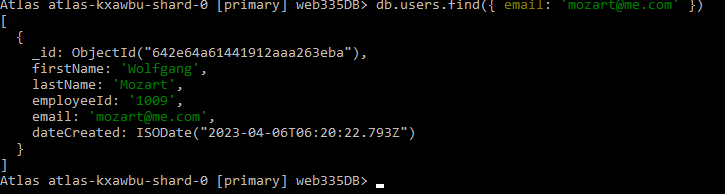 Atlas atlas-kxawbu-shard-0 [primary] web335DB> db.users.find({ email: 'mozart@me.com' })
[
  {
    _id: ObjectId("642e64a61441912aaa263eba"),
    firstName: 'Wolfgang',
    lastName: 'Mozart',
    employeeId: '1009',
    email: 'mozart@me.com',
    dateCreated: ISODate("2023-04-06T06:20:22.793Z")
  }
]
Atlas atlas-kxawbu-shard-0 [primary] web335DB>